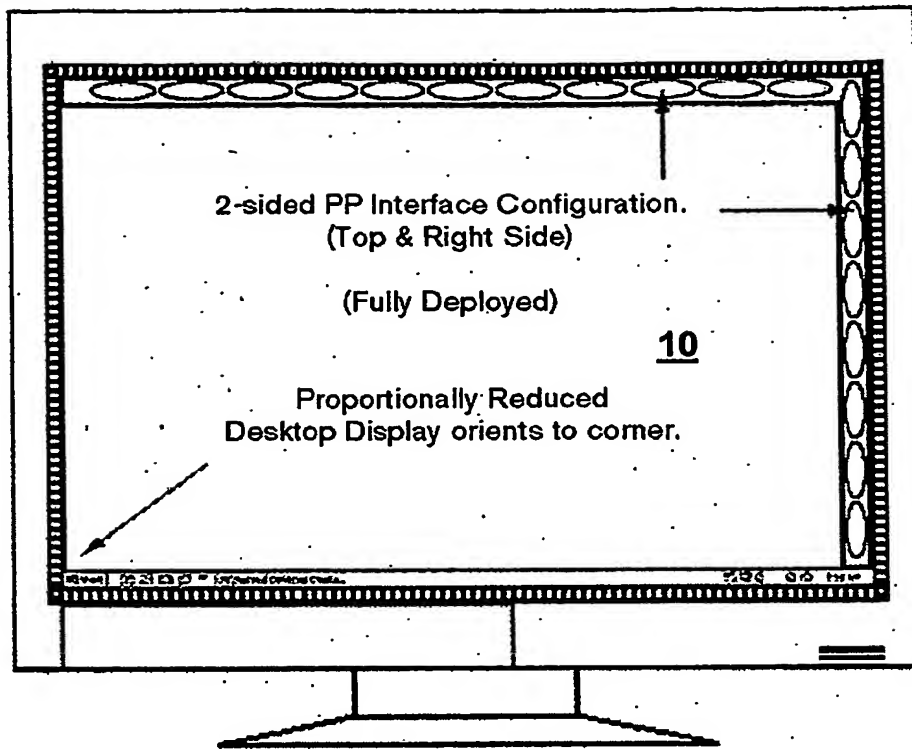 2-sided PP Interface Configuration.
(Top & Right Side)
(Fully Deployed)
10
Proportionally Reduced
Desktop Display orients to corner.